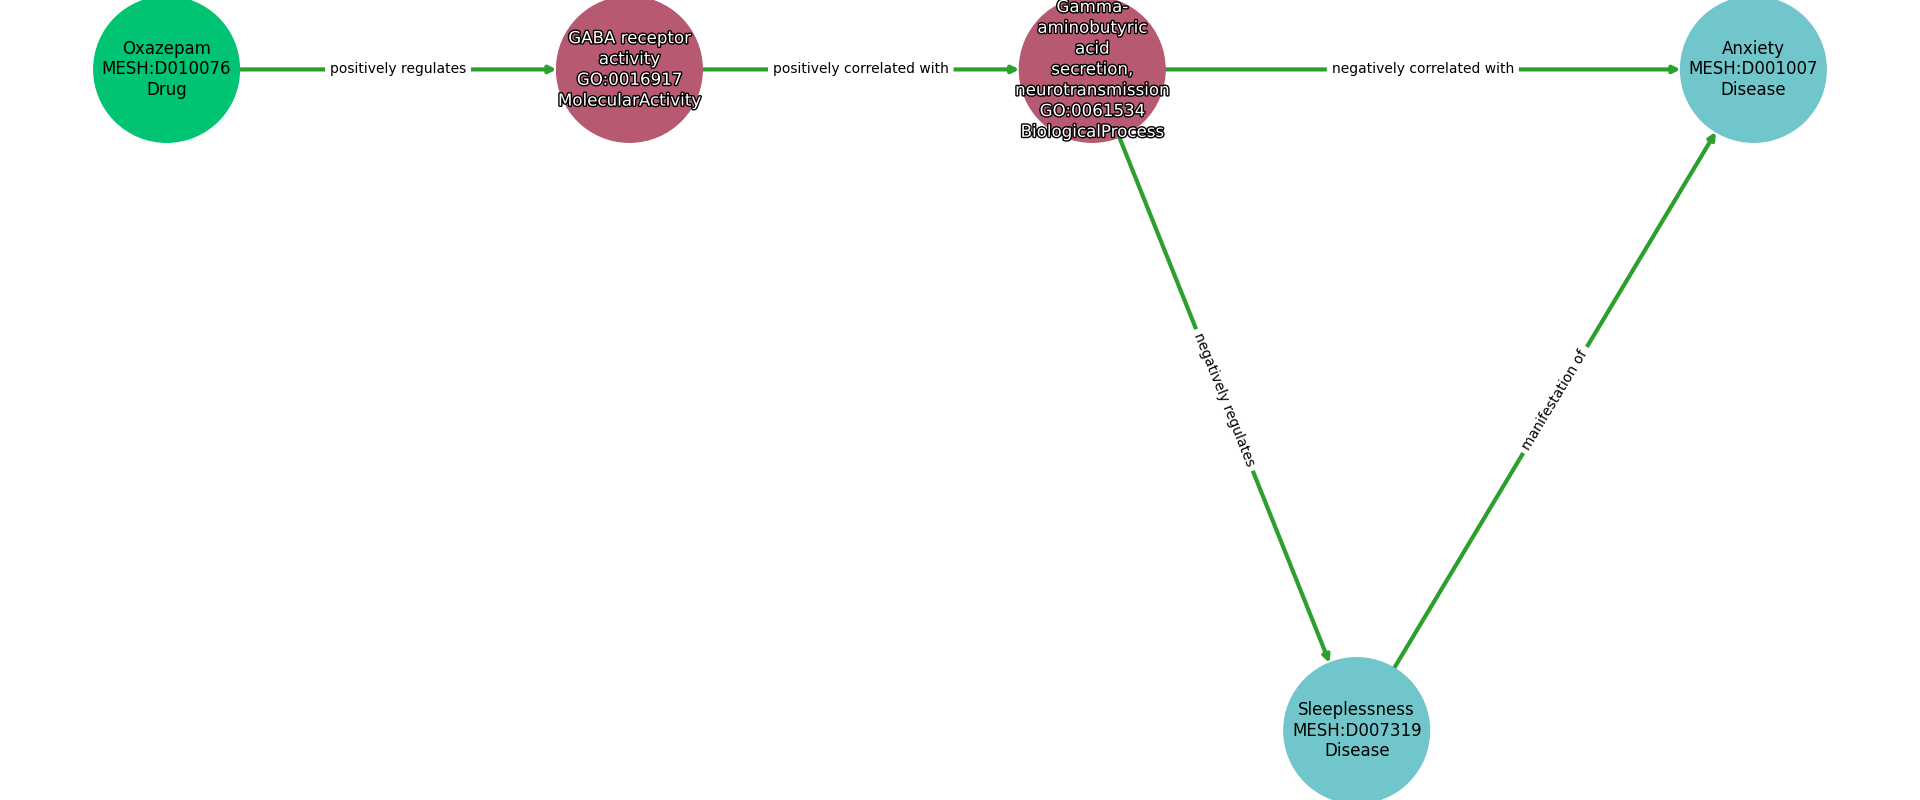 Oxazepam
MESH:D010076
Drug
positively regulates
GABA receptor
activity
GO:0016917
MolecularActivity
positively correlated with
Gamma-
aminobutyric
acid
secretion,
neurotransmission
GO:0061534
BiologicalProcess
negatively correlated with
Anxiety
MESH:D001007
Disease
negatively regulates
manifestation of
Sleeplessness
MESH:D007319
Disease